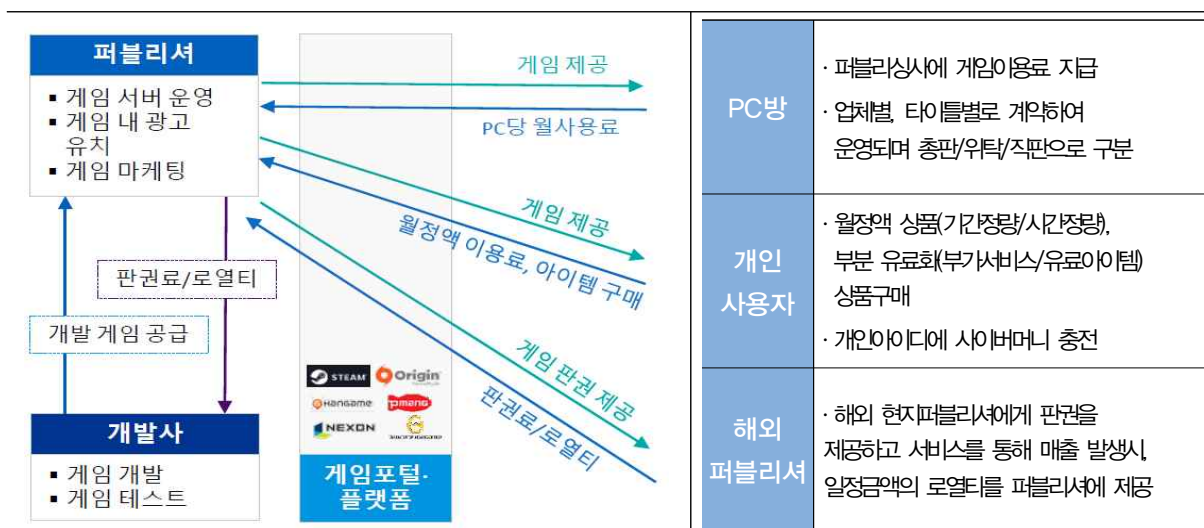 퍼블리셔
▪ 게임 서버 운영
▪ 게임 내 광고
유치
▪ 게임 마케팅
게임 제공
PC당 월사용료
게임 제공
월정액 이용료, 아이템 구매
게임 판권 제공
판권료/로열티
판권료/로열티
개발 게임 공급
개발사
▪ 게임 개발
▪ 게임 테스트
STEAM
Origin
Hangame
Pmang
NEXON
게임포털·
플랫폼
PC방
· 퍼블리싱사에 게임이용료 지급
· 업체별, 타이틀별로 계약하여
운영되며 총판/위탁/직판으로 구분
개인
사용자
· 월정액 상품(기간정량/시간정량),
부분 유료화(부가서비스/유료아이템)
상품구매
· 개인아이디에 사이버머니 충전
해외
퍼블리셔
· 해외 현지퍼블리셔에게 판권을
제공하고 서비스를 통해 매출 발생시,
일정금액의 로열티를 퍼블리셔에 제공